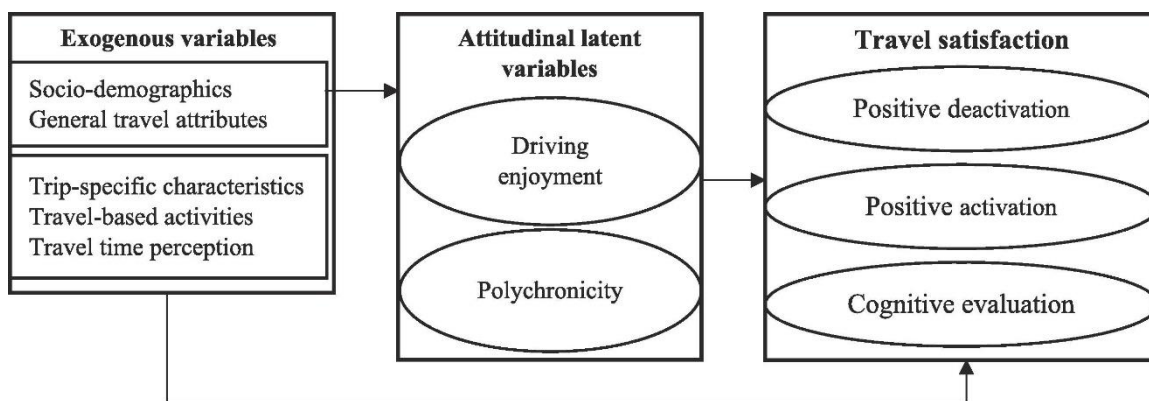 Exogenous variables
Socio-demographics
General travel attributes
Trip-specific characteristics
Travel-based activities
Travel time perception
Attitudinal latent
variables
Driving
enjoyment
Polychronicity
Travel satisfaction
Positive deactivation
Positive activation
Cognitive evaluation